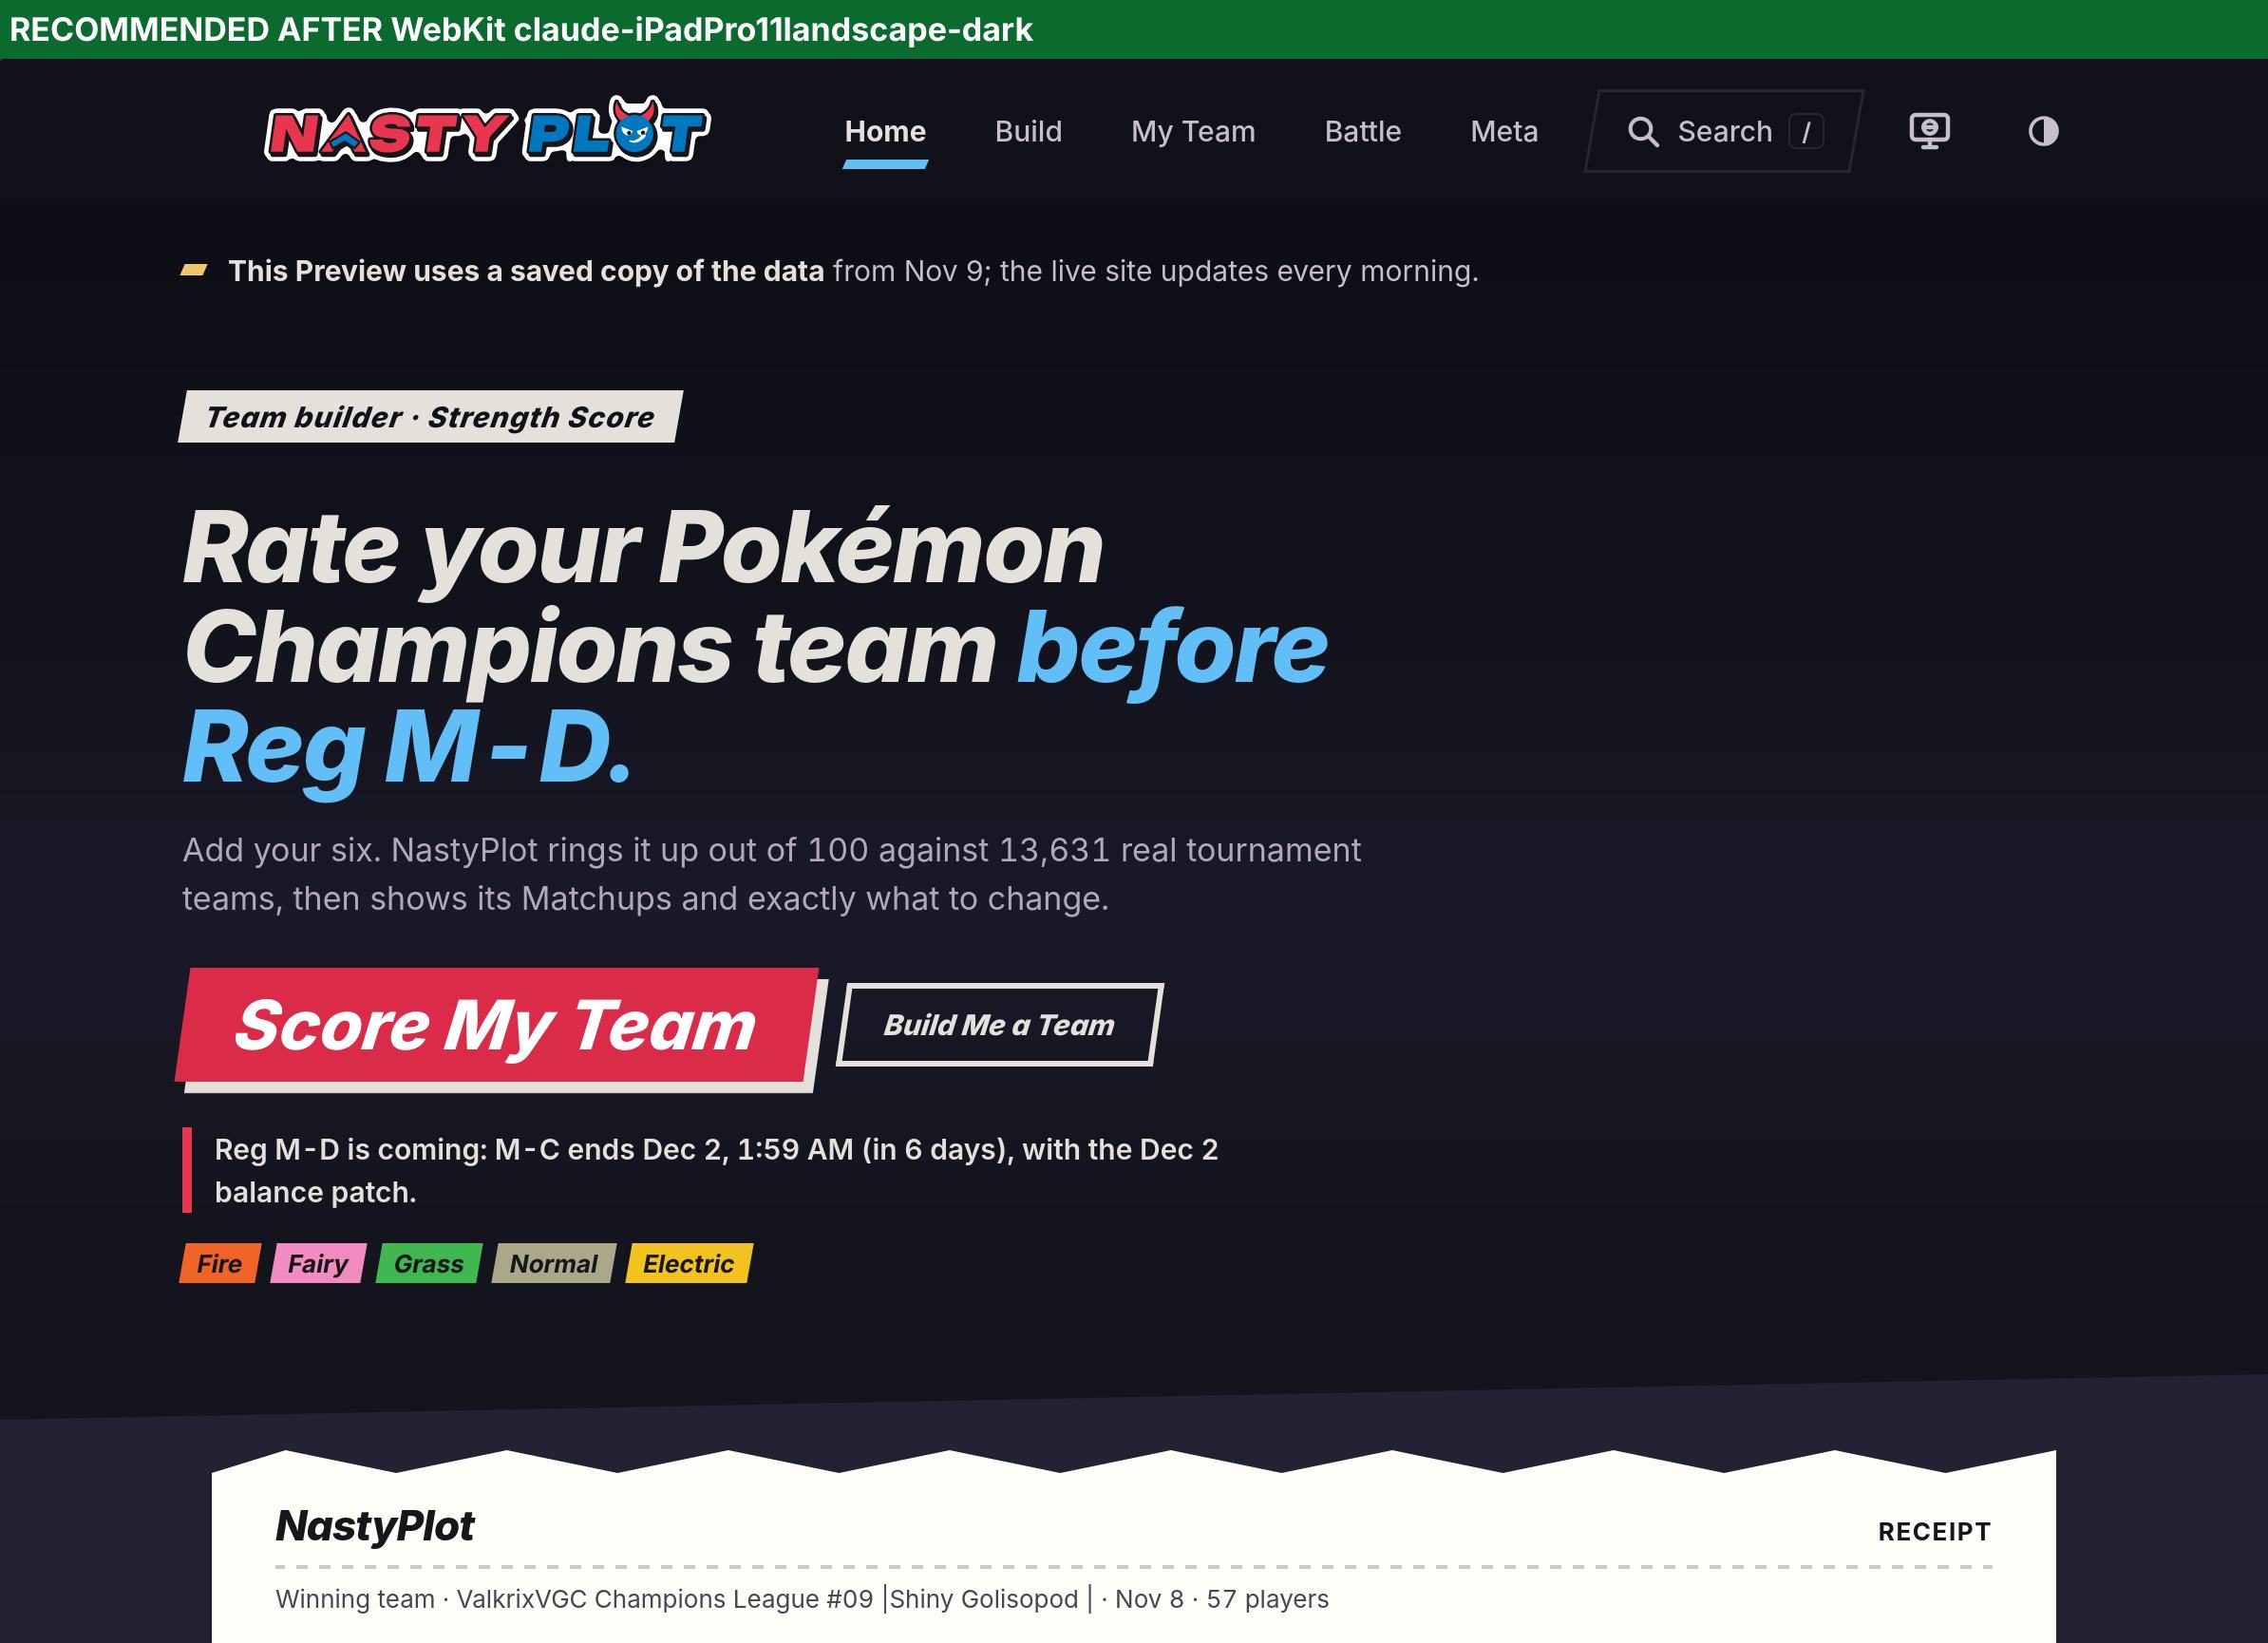 RECOMMENDED AFTER WebKit claude-iPadPro11landscape-dark
NASTY PLOT
Home Build My Team Battle Meta Search /
This Preview uses a saved copy of the data from Nov 9; the live site updates every morning.
Team builder · Strength Score
Rate your Pokémon
Champions team before
Reg M-D.
Add your six. NastyPlot rings it up out of 100 against 13,631 real tournament
teams, then shows its Matchups and exactly what to change.
Score My Team Build Me a Team
Reg M-D is coming: M-C ends Dec 2, 1:59 AM (in 6 days), with the Dec 2
balance patch.
Fire Fairy Grass Normal Electric
NastyPlot RECEIPT
Winning team · ValkrixVGC Champions League #09 |Shiny Golisopod | · Nov 8 · 57 players